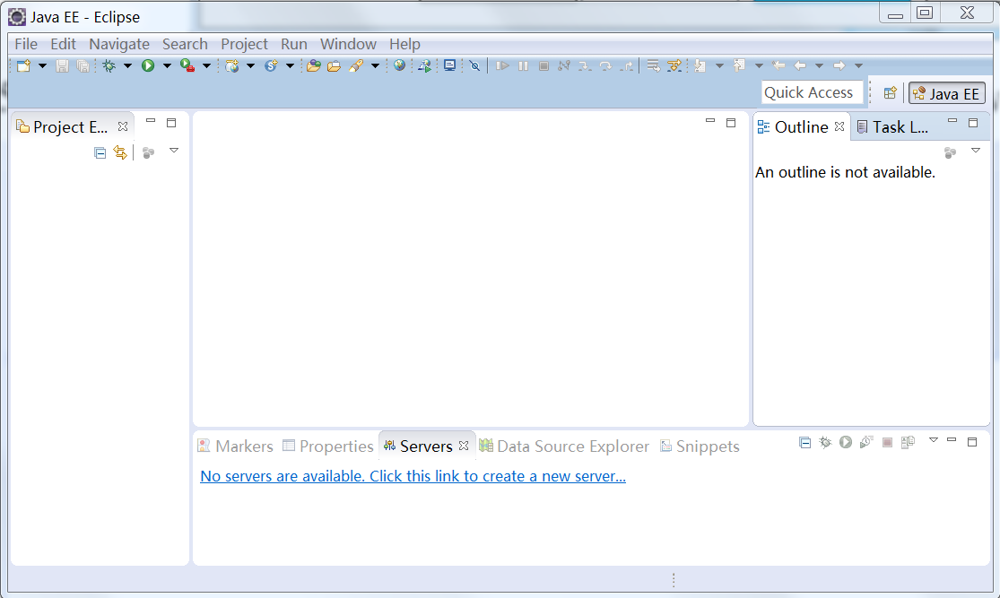 Java EE - Eclipse
File Edit Navigate Search Project Run Window Help
Quick Access
Java EE
Project E...
Outline
Task L...
An outline is not available.
Markers
Properties
Servers
Data Source Explorer
Snippets
No servers are available. Click this link to create a new server...